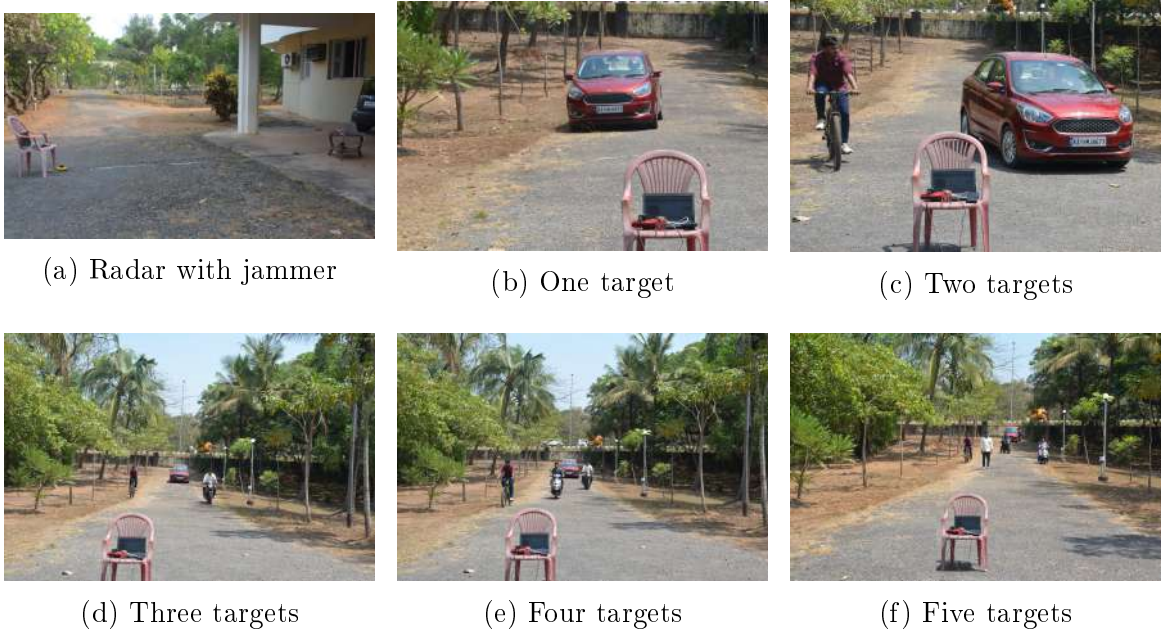 (a) Radar with jammer
(b) One target
(c) Two targets
(d) Three targets
(e) Four targets
(f) Five targets